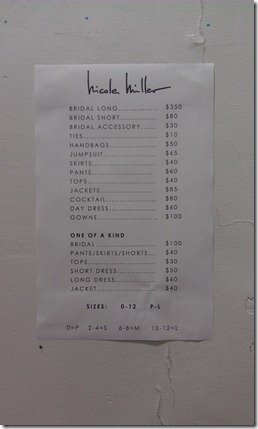 Nicole Miller
BRIDAL LONG............... $350
BRIDAL SHORT.............. $80
BRIDAL ACCESSORY...... $30
TIES.......................... $10
HANDBAGS................. $50
JUMPSUIT................... $65
SKIRTS....................... $40
PANTS....................... $60
TOPS......................... $40
JACKETS..................... $85
COCKTAIL.................. $80
DAY DRESS................. $60
GOWNS..................... $100
ONE OF A KIND
BRIDAL...................... $100
PANTS/SKIRTS/SHORTS... $40
TOPS......................... $30
SHORT DRESS.............. $50
LONG DRESS............... $60
JACKET...................... $40
SIZES: 0-12 P-L
0=P 2-4=S 6-8=M 10-12=L